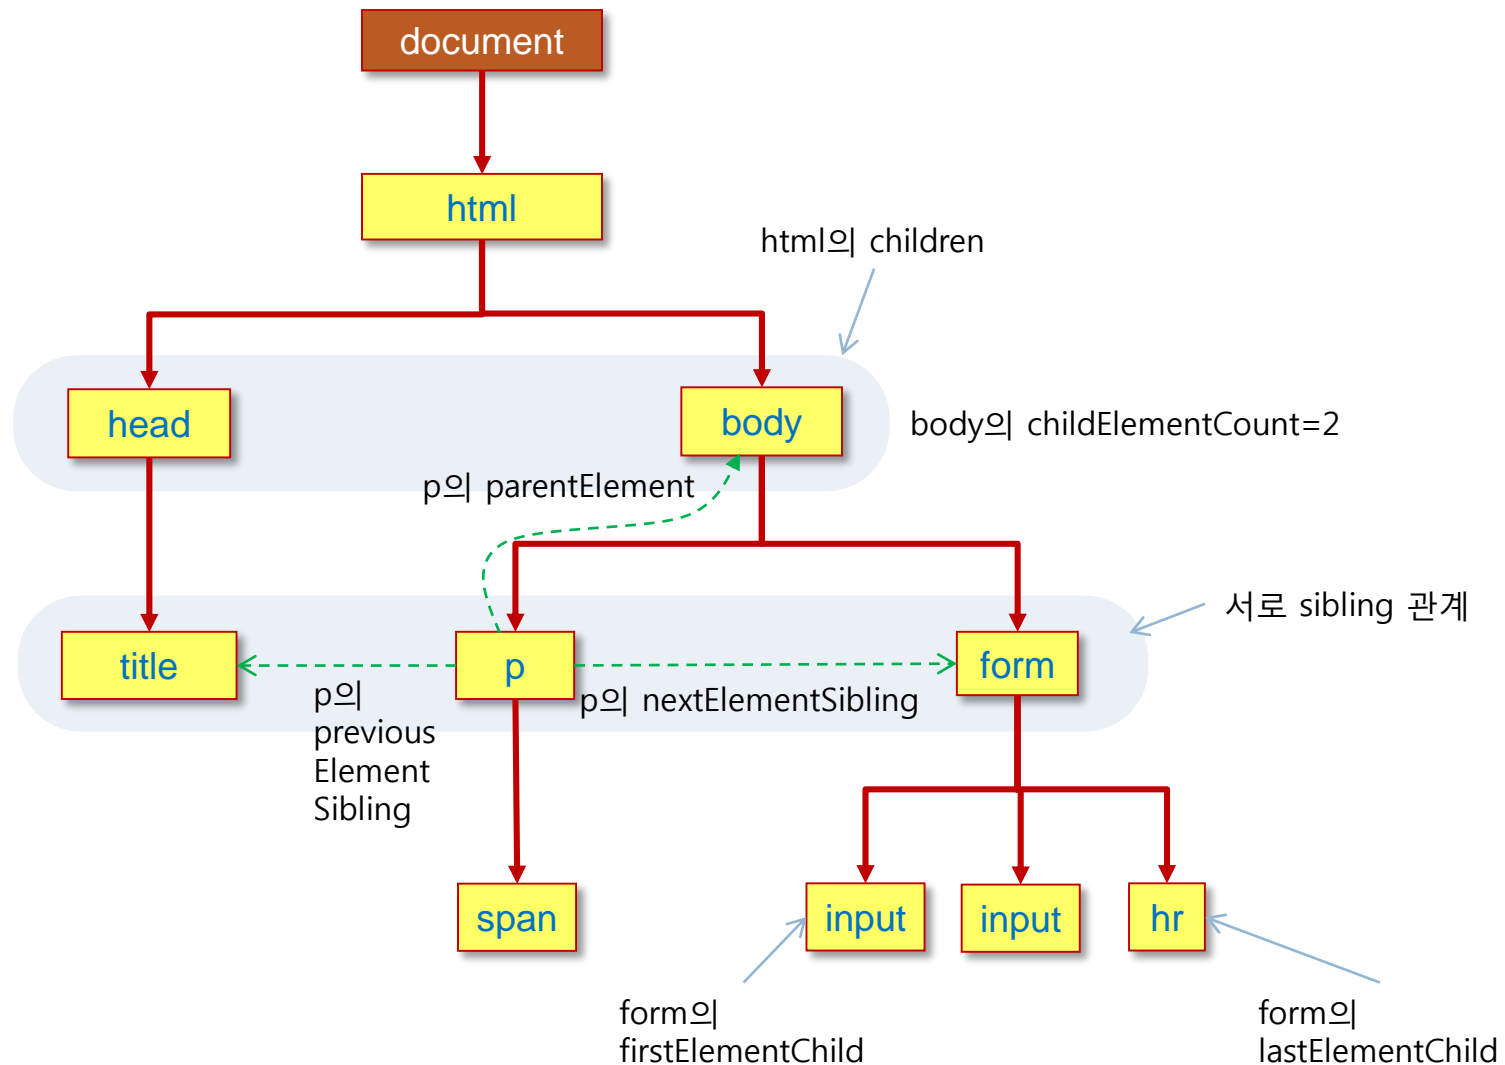 document
html
html의 children
head
body
body의 childElementCount=2
p의 parentElement
서로 sibling 관계
title
p
form
p의
previous
Element
Sibling
p의 nextElementSibling
span
input
input
hr
form의
firstElementChild
form의
lastElementChild